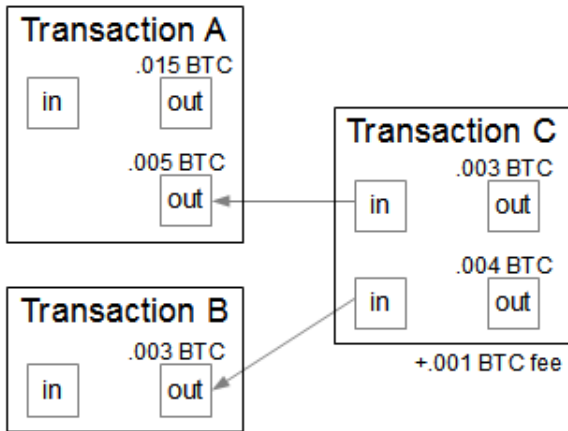 Transaction A
.015 BTC
in out
.005 BTC
out
Transaction B
.003 BTC
in out
Transaction C
.003 BTC
in out
.004 BTC
in out
+.001 BTC fee